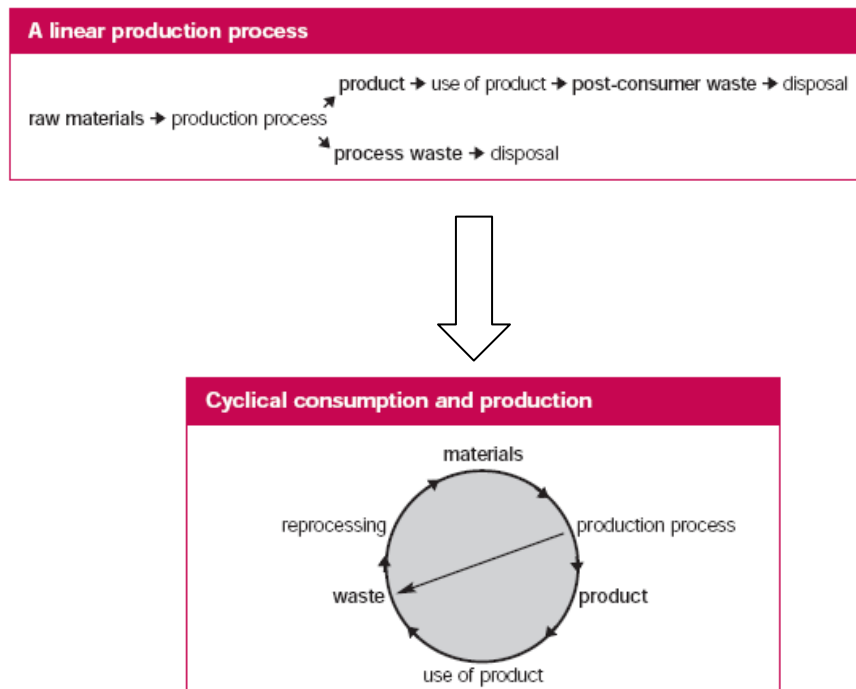 A linear production process
product → use of product → post-consumer waste → disposal
raw materials → production process
process waste → disposal
Cyclical consumption and production
materials
reprocessing
production process
waste
product
use of product